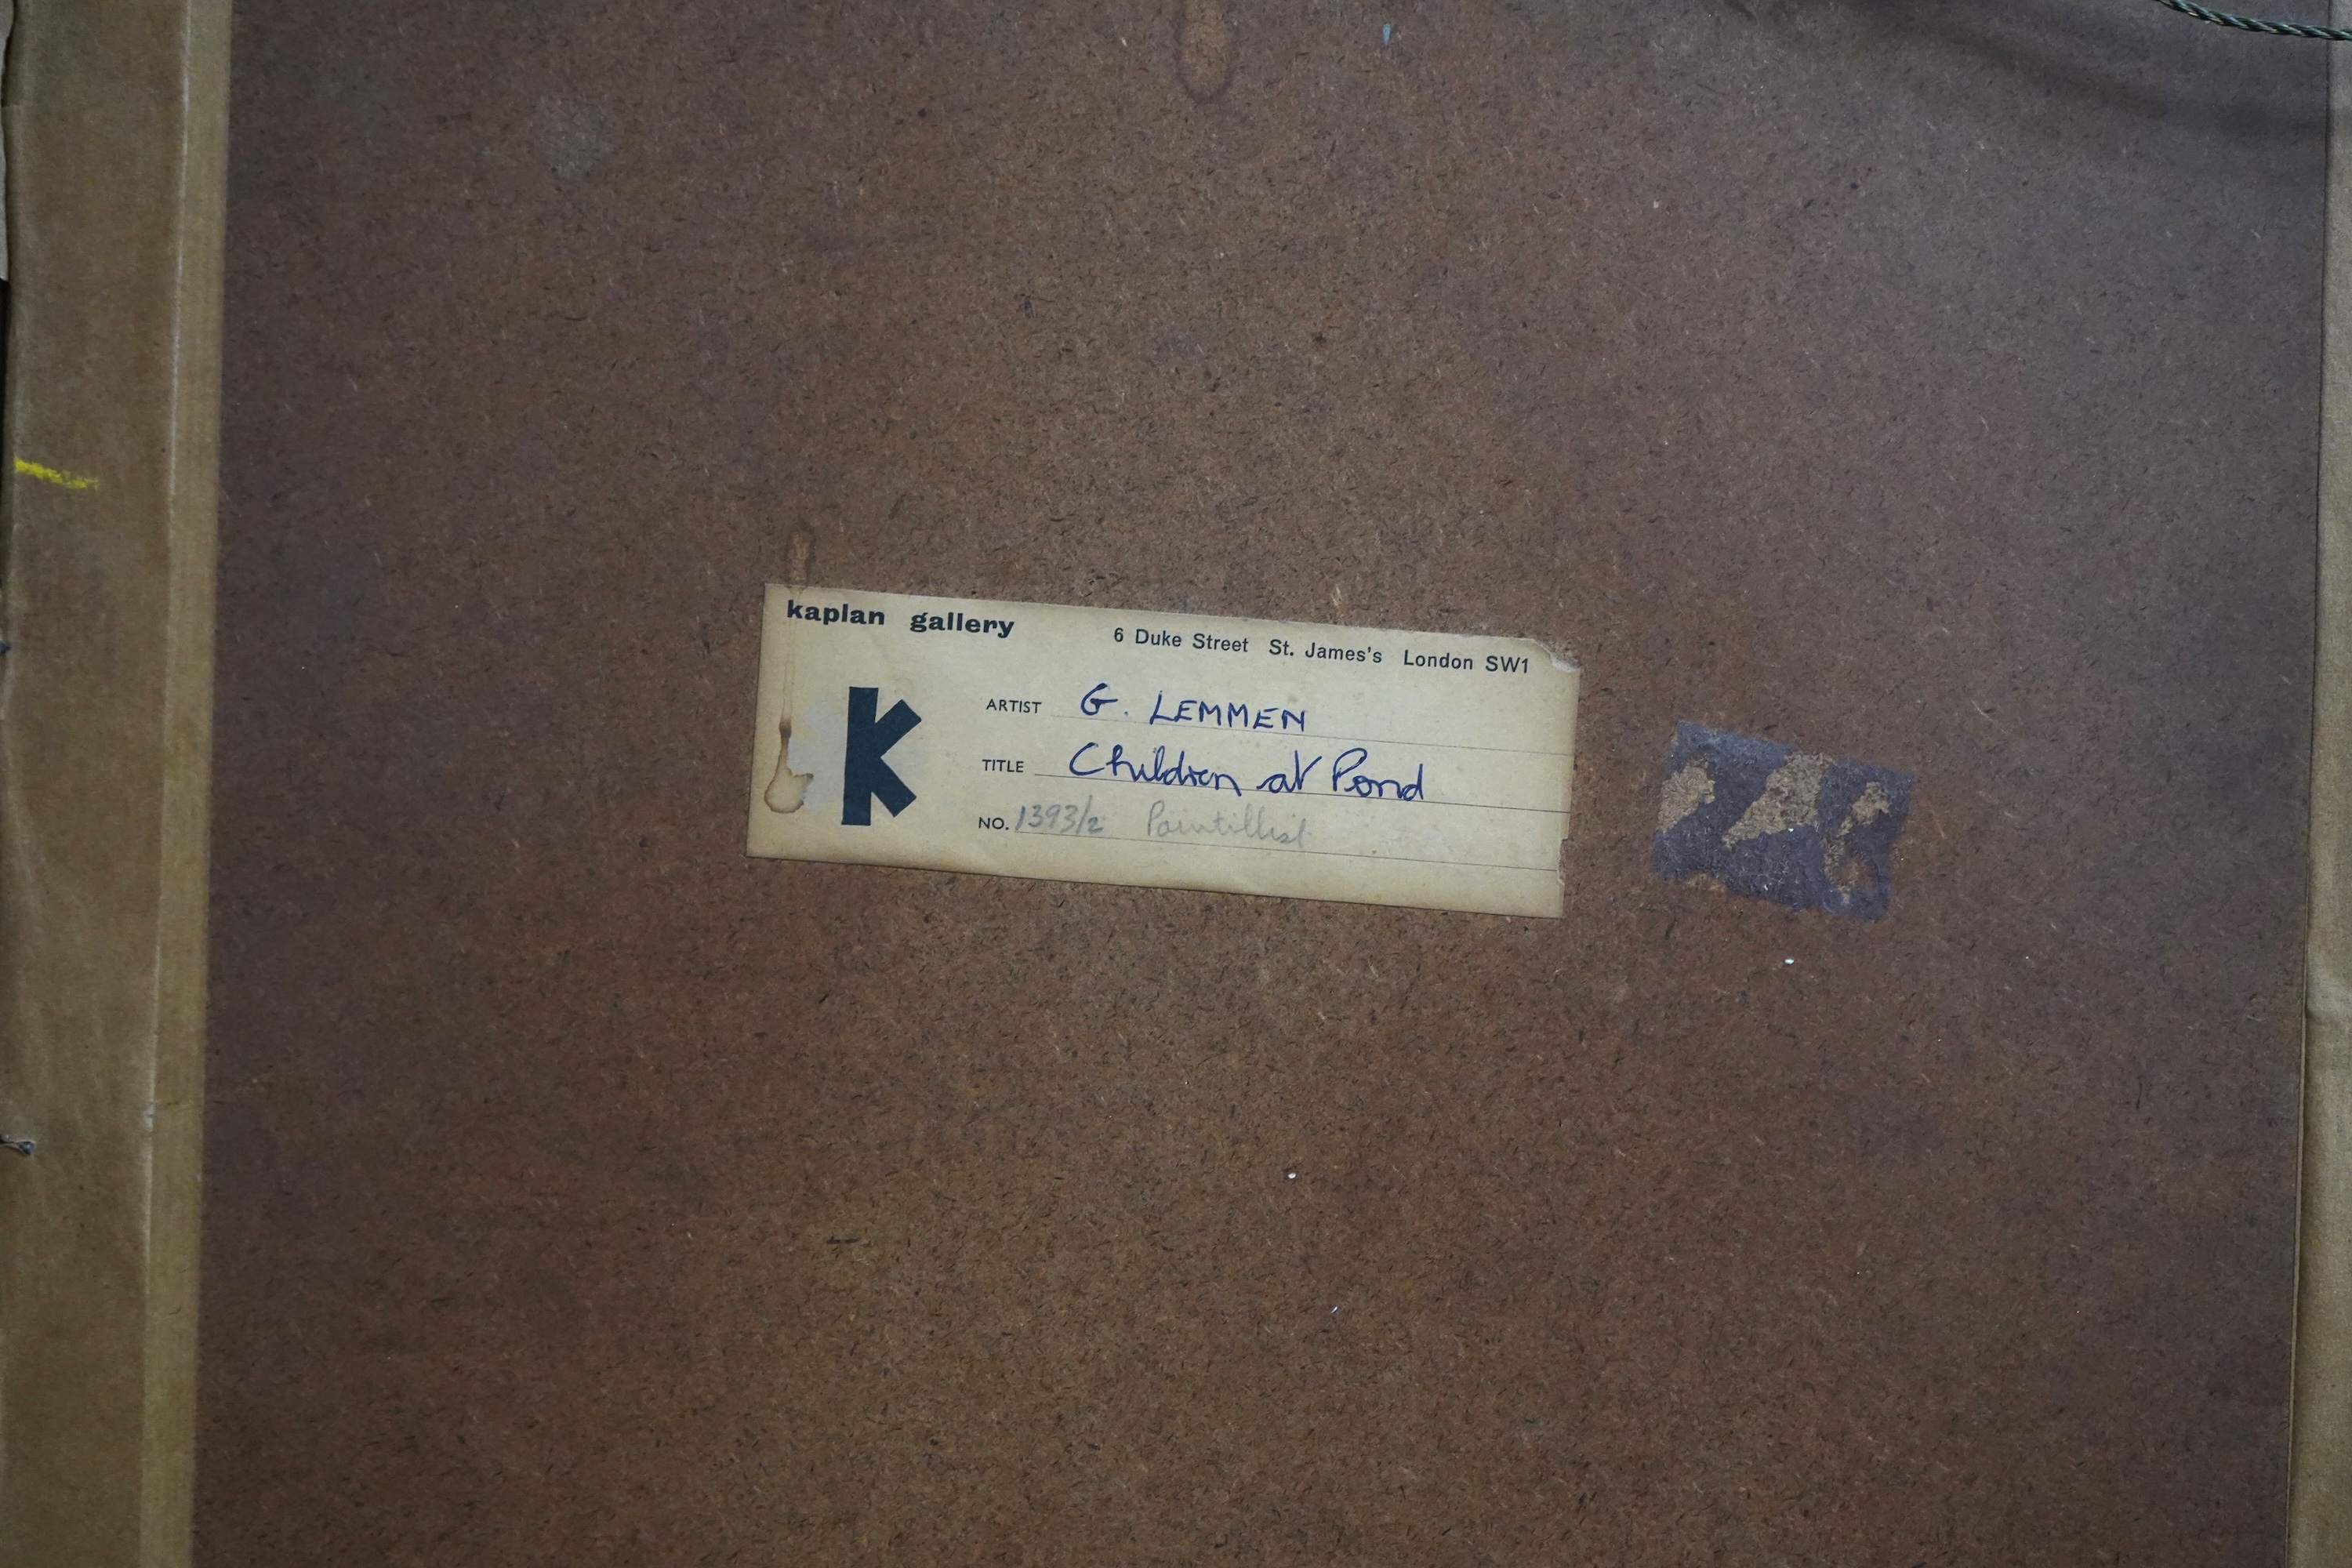 kaplan gallery 6 Duke Street St. James's London SW1
k
ARTIST G. LEMMEN
TITLE Children at Pond
NO. 1393/2 Pointillist